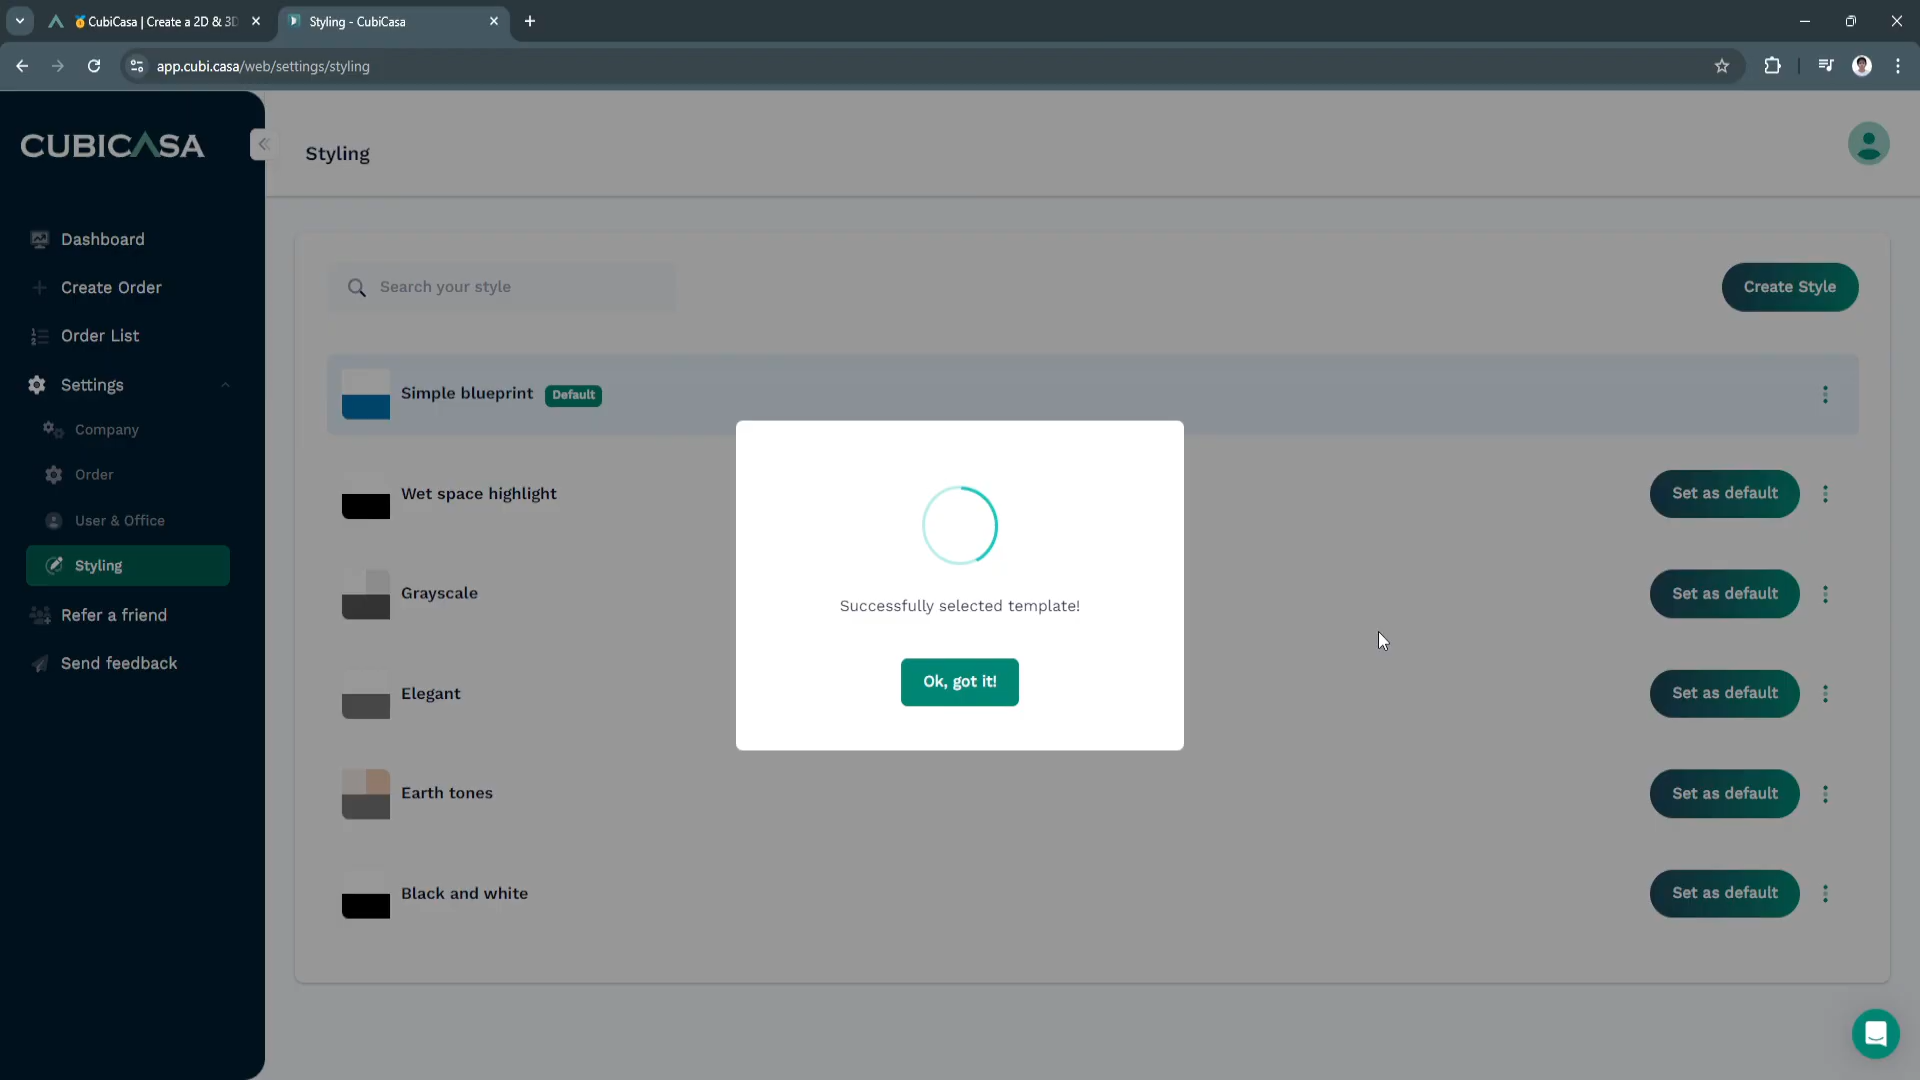 CubiCasa | Create a 2D & 3D
Styling - CubiCasa
app.cubi.casa/web/settings/styling
CUBICASA
Styling
Dashboard
Create Order
Order List
Settings
Company
Order
User & Office
Styling
Refer a friend
Send feedback
Search your style
Create Style
Simple blueprint
Default
Wet space highlight
Set as default
Grayscale
Set as default
Elegant
Set as default
Earth tones
Set as default
Black and white
Set as default
Successfully selected template!
Ok, got it!